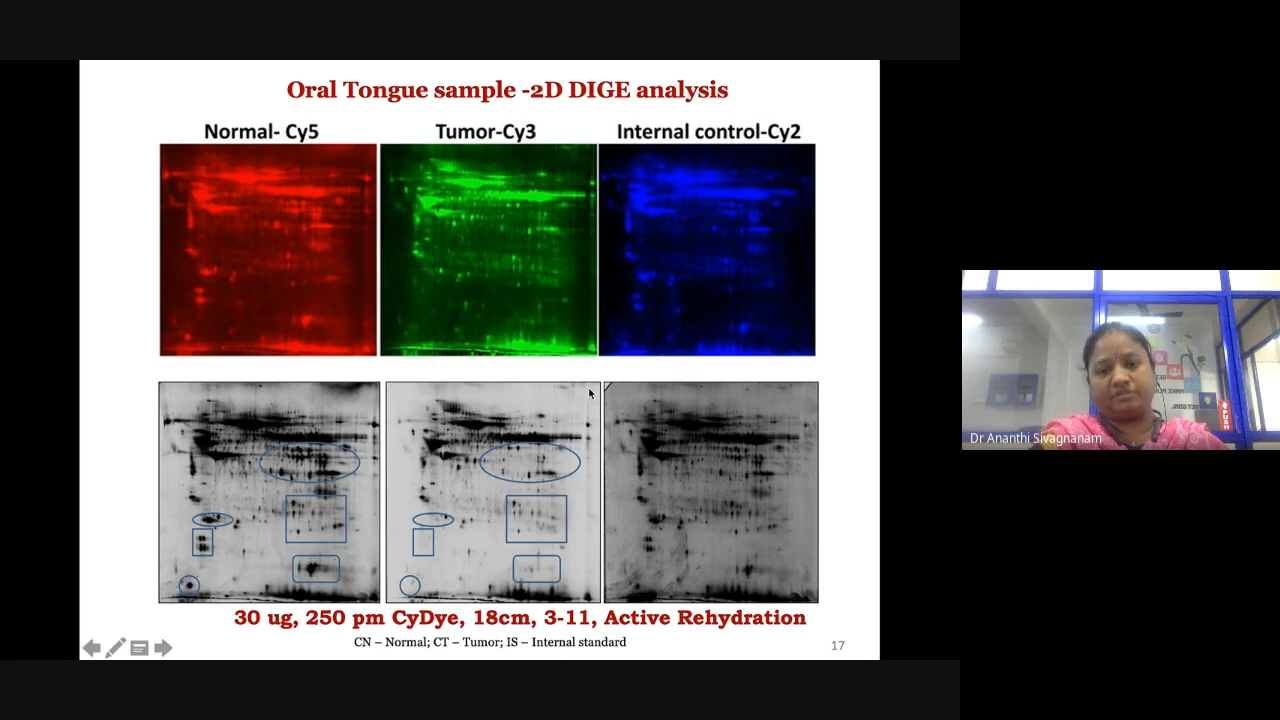 Oral Tongue sample -2D DIGE analysis
Normal- Cy5
Tumor-Cy3
Internal control-Cy2
30 ug, 250 pm CyDye, 18cm, 3-11, Active Rehydration
CN – Normal; CT – Tumor; IS – Internal standard
17
Dr Ananthi Sivagnanam
PUSH